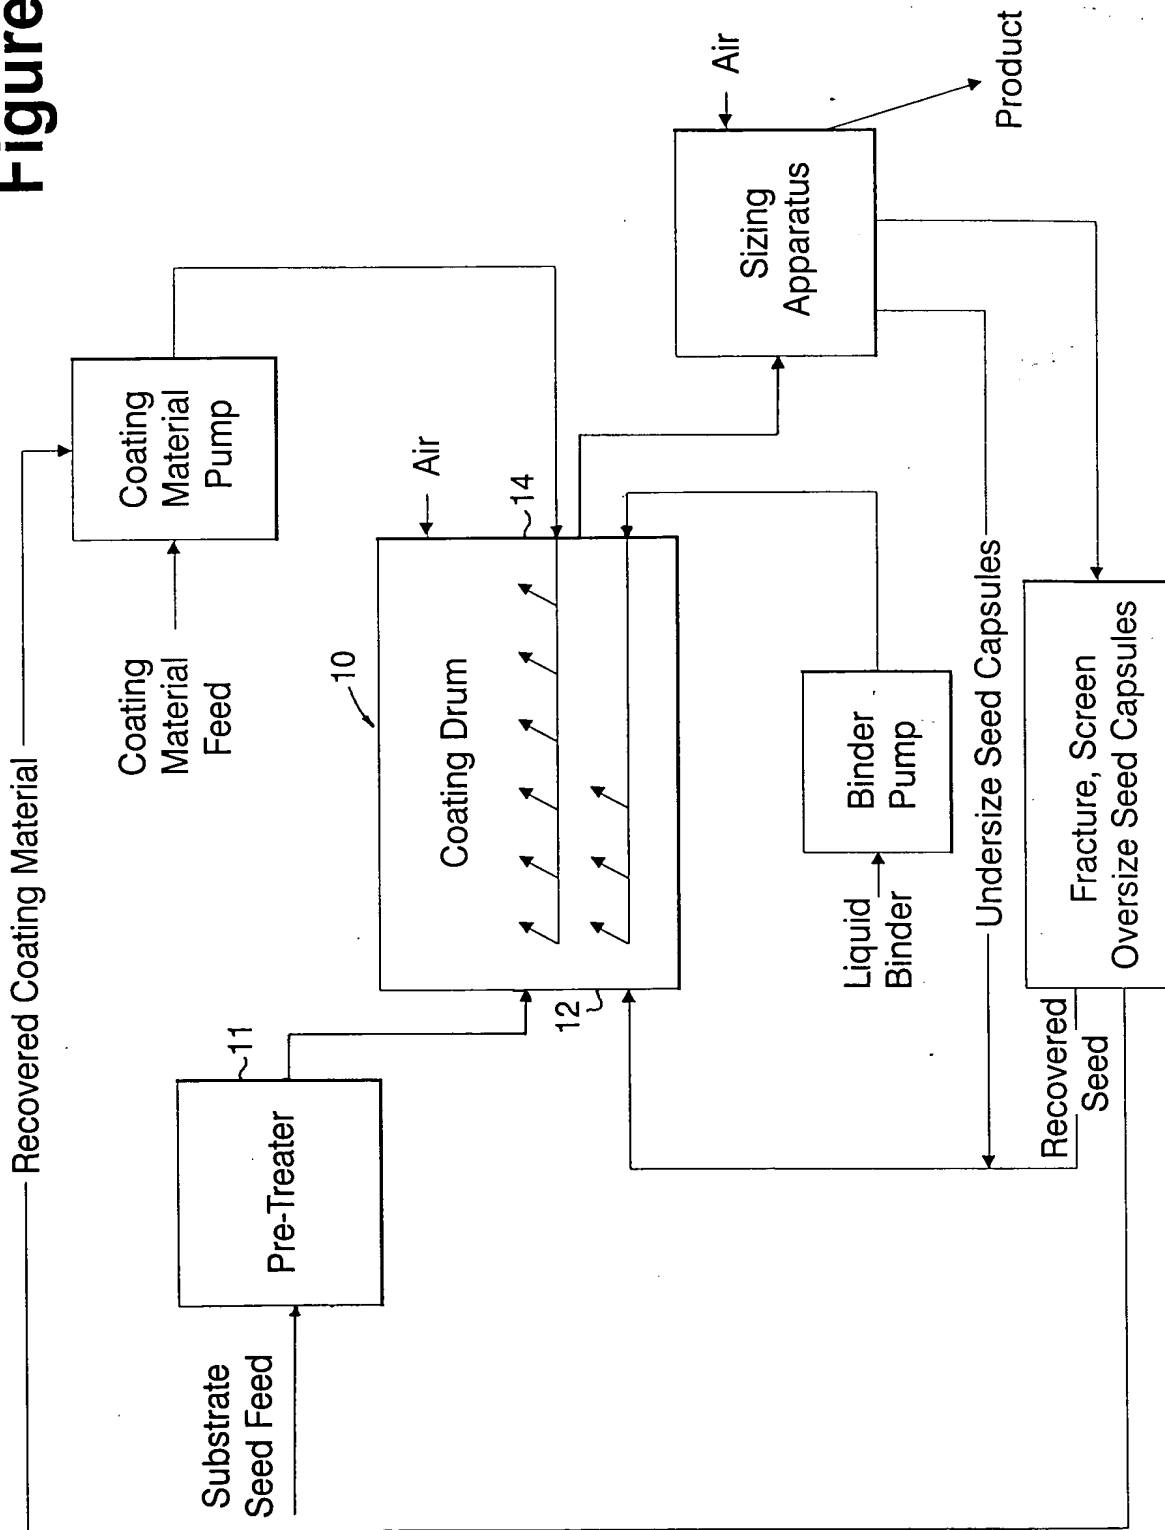 Figure
Recovered Coating Material
Coating
Material
Feed
Coating
Material
Pump
Substrate
Seed Feed
Pre-Treater
11
10
Coating Drum
12
14
Air
Liquid
Binder
Binder
Pump
Sizing
Apparatus
Air
Product
Undersize Seed Capsules
Recovered
Seed
Fracture, Screen
Oversize Seed Capsules